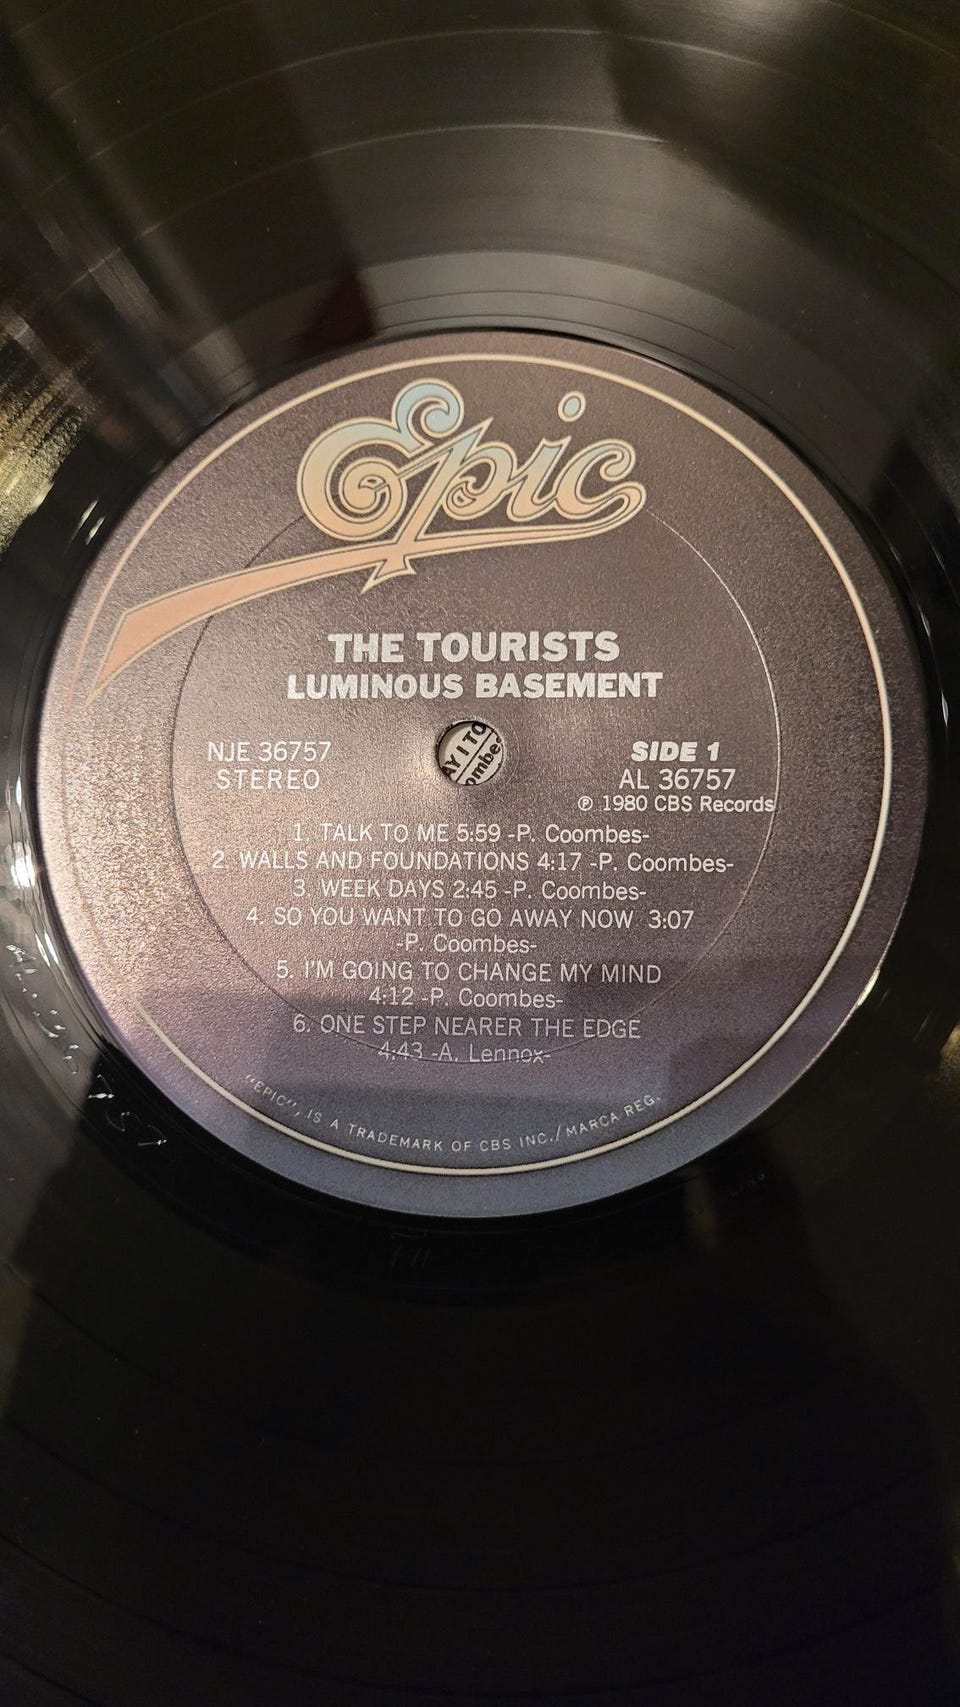 Epic
THE TOURISTS
LUMINOUS BASEMENT
NJE 36757
STEREO
SIDE 1
AL 36757
℗ 1980 CBS Records
1. TALK TO ME 5:59 -P. Coombes-
2. WALLS AND FOUNDATIONS 4:17 -P. Coombes-
3. WEEK DAYS 2:45 -P. Coombes-
4. SO YOU WANT TO GO AWAY NOW 3:07
-P. Coombes-
5. I'M GOING TO CHANGE MY MIND
4:12 -P. Coombes-
6. ONE STEP NEARER THE EDGE
4:43 -A. Lennox-
"EPIC", IS A TRADEMARK OF CBS INC./MARCA REG.